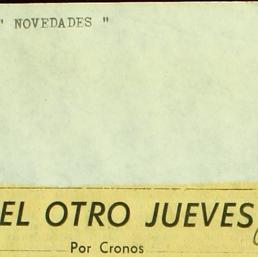 " NOVEDADES "
EL OTRO JUEVES
Por Cronos